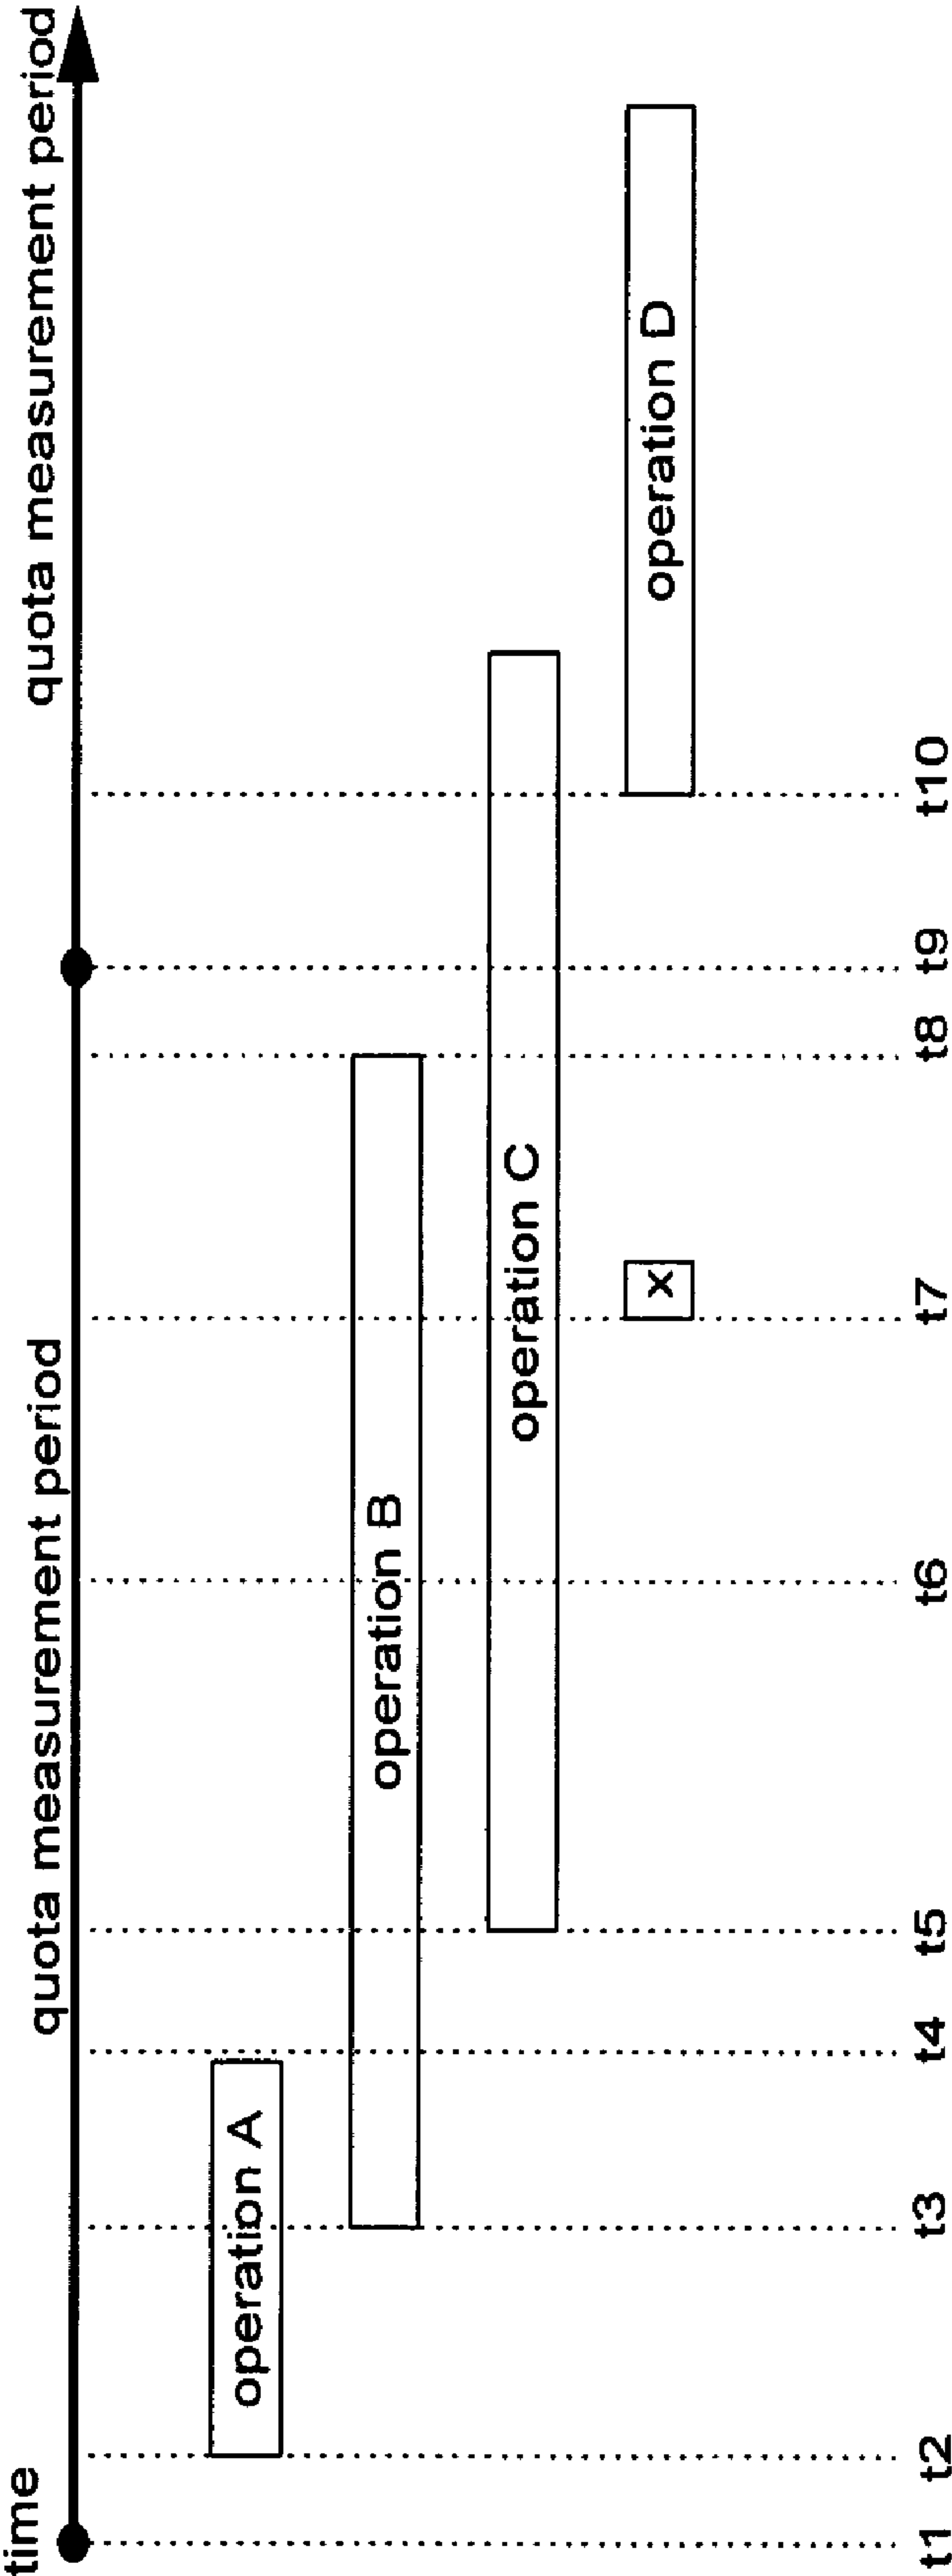 time
quota measurement period
quota measurement period
operation A
operation B
operation C
x
operation D
t1
t2
t3
t4
t5
t6
t7
t8
t9
t10